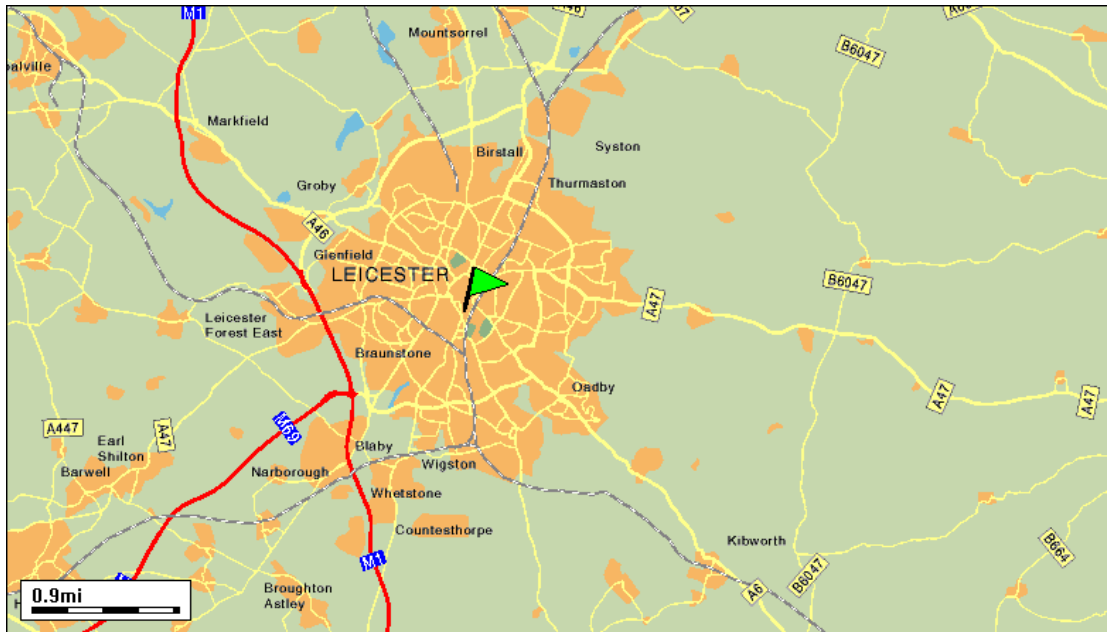 M1
A46
A607
Mountsorrel
B6047
Markfield
Birstall
Syston
Groby
Thurmaston
A46
Glenfield
LEICESTER
B6047
A47
Leicester
Forest East
Braunstone
Oadby
A47
A47
M69
A447
A47
Earl
Shilton
Barwell
Blaby
Narborough
Wigston
Whetstone
Countesthorpe
Kibworth
B664
M1
B6047
A6
Broughton
Astley
0.9mi